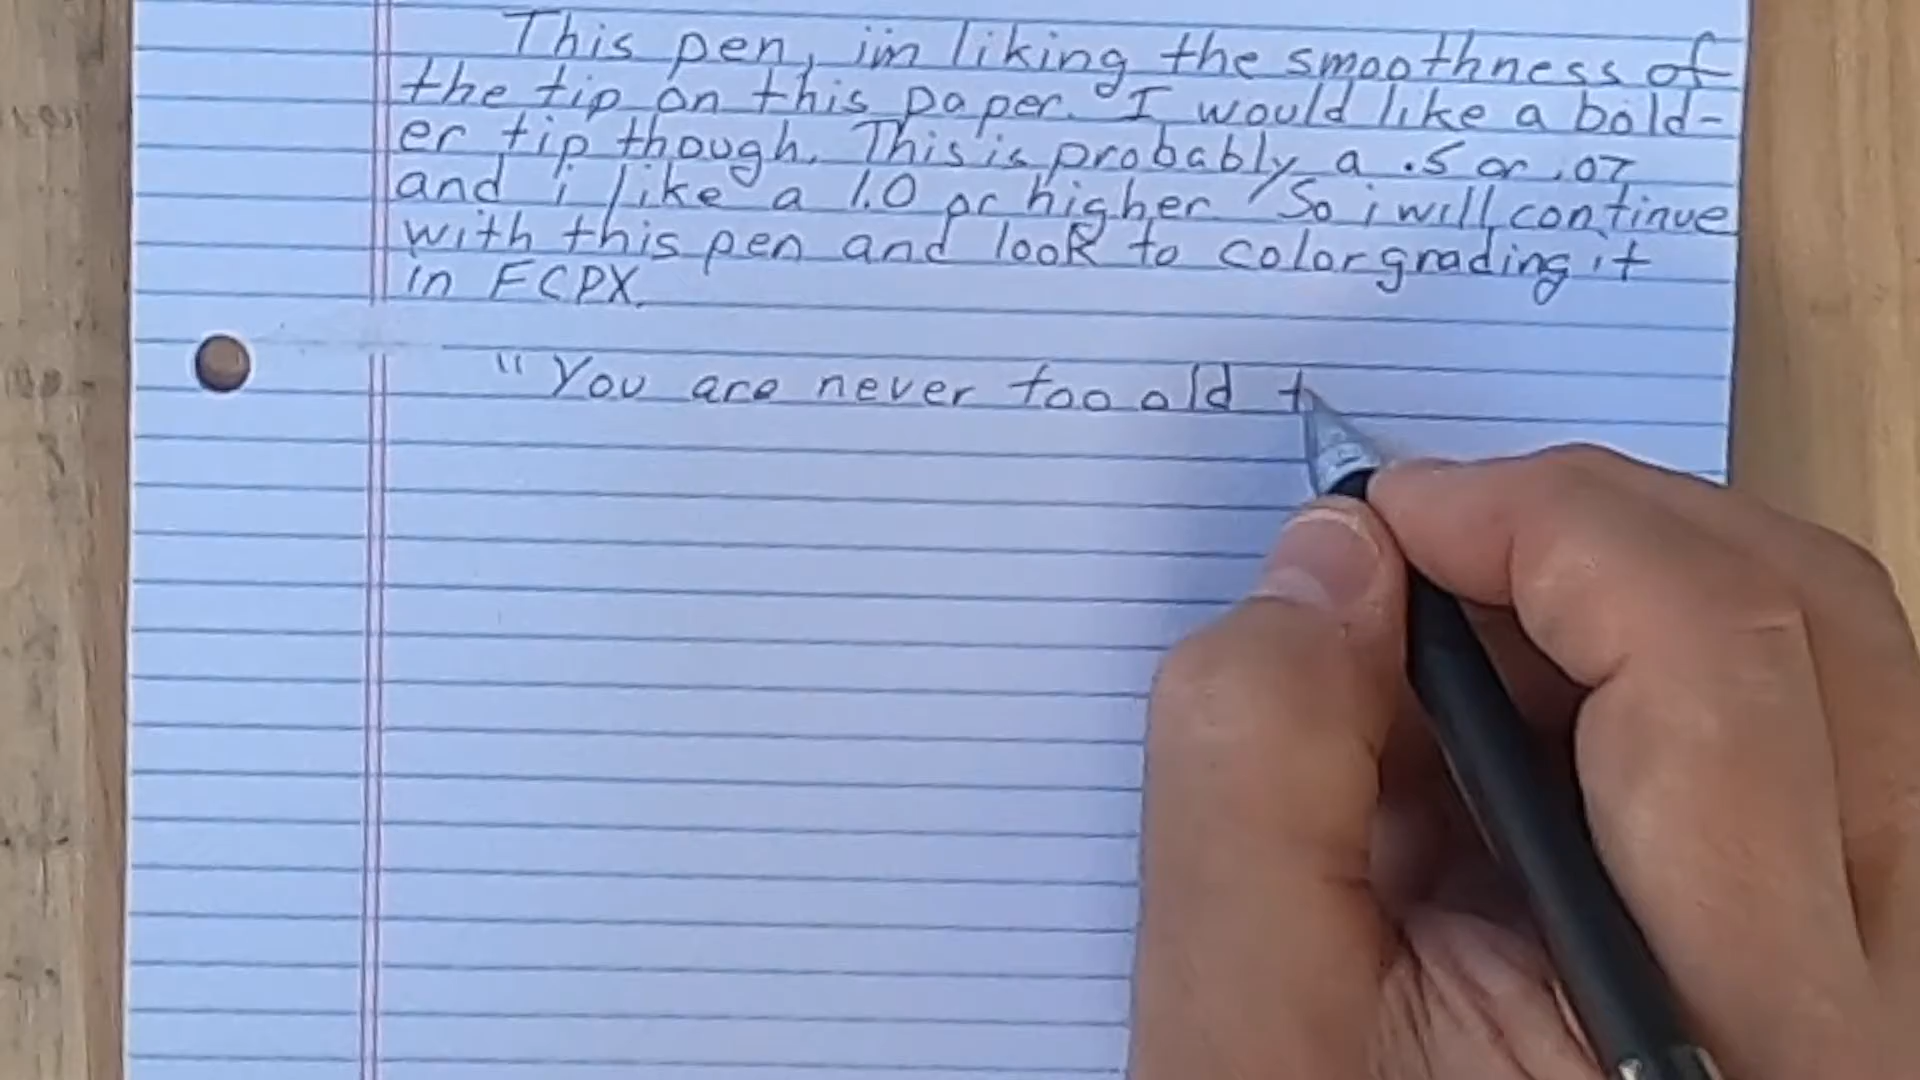 This pen, im liking the smoothness of
the tip on this paper. I would like a bold-
er tip though. This is probably a .5 or .07
and i like a 1.0 or higher. So i will continue
with this pen and look to color grading it
in FCPX.
"You are never too old t